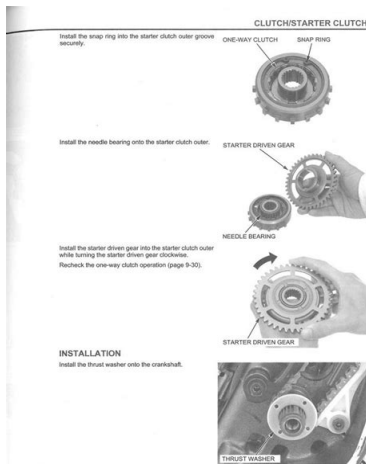 CLUTCH/STARTER CLUTCH
Install the snap ring into the starter clutch outer groove
securely.
ONE-WAY CLUTCH
SNAP RING
Install the needle bearing onto the starter clutch outer.
STARTER DRIVEN GEAR
NEEDLE BEARING
Install the starter driven gear into the starter clutch outer
while turning the starter driven gear clockwise.
Recheck the one-way clutch operation (page 9-30).
STARTER DRIVEN GEAR
INSTALLATION
Install the thrust washer onto the crankshaft.
THRUST WASHER